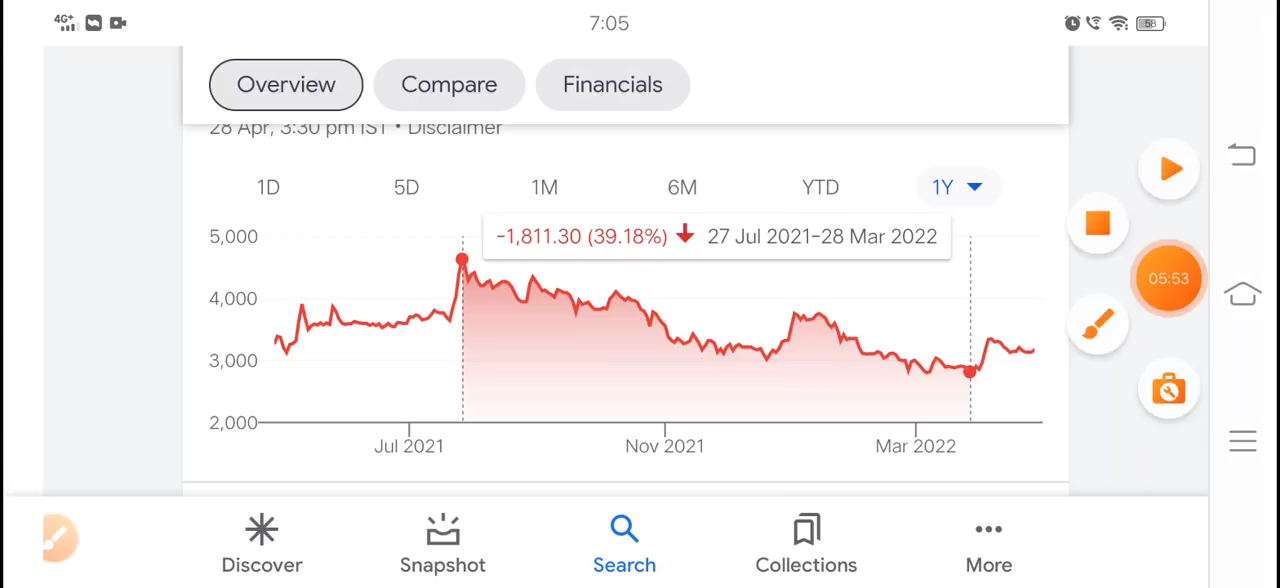 4G+ 7:05 58
Overview Compare Financials
28 Apr, 3:30 pm IST • Disclaimer
1D 5D 1M 6M YTD 1Y
−1,811.30 (39.18%) 27 Jul 2021–28 Mar 2022
5,000
4,000
3,000
2,000
Jul 2021 Nov 2021 Mar 2022
05:53
Discover Snapshot Search Collections More